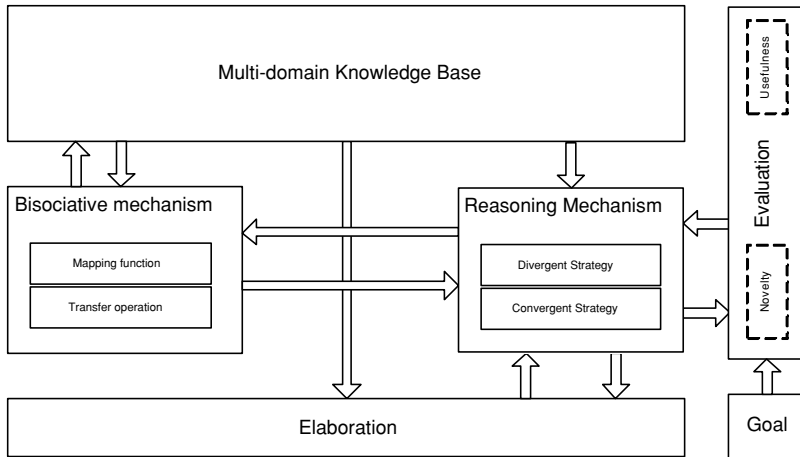 Multi-domain Knowledge Base
Usefulness
Evaluation
Novelty
Bisociative mechanism
Mapping function
Transfer operation
Reasoning Mechanism
Divergent Strategy
Convergent Strategy
Elaboration
Goal